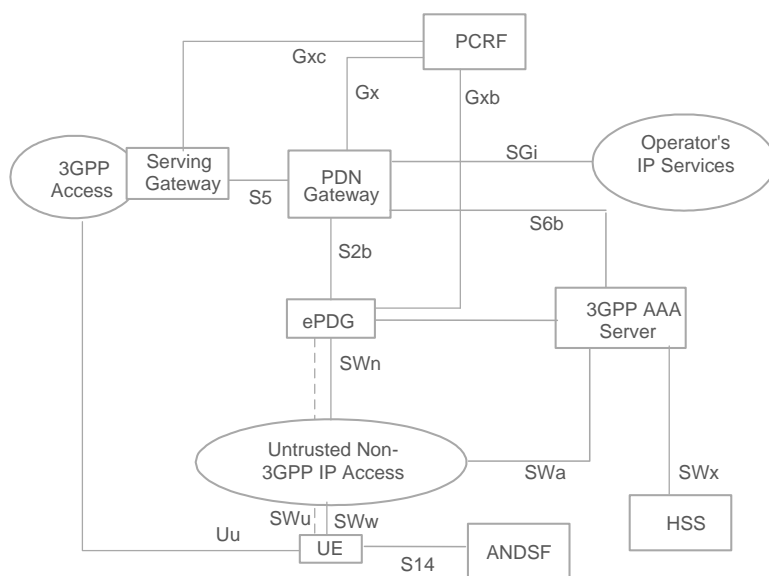 PCRF
Gxc
Gx
Gxb
3GPP
Access
Serving
Gateway
PDN
Gateway
SGi
Operator's
IP Services
S5
S6b
S2b
ePDG
3GPP AAA
Server
SWn
Untrusted Non-
3GPP IP Access
SWa
SWx
SWu
SWw
HSS
Uu
UE
S14
ANDSF